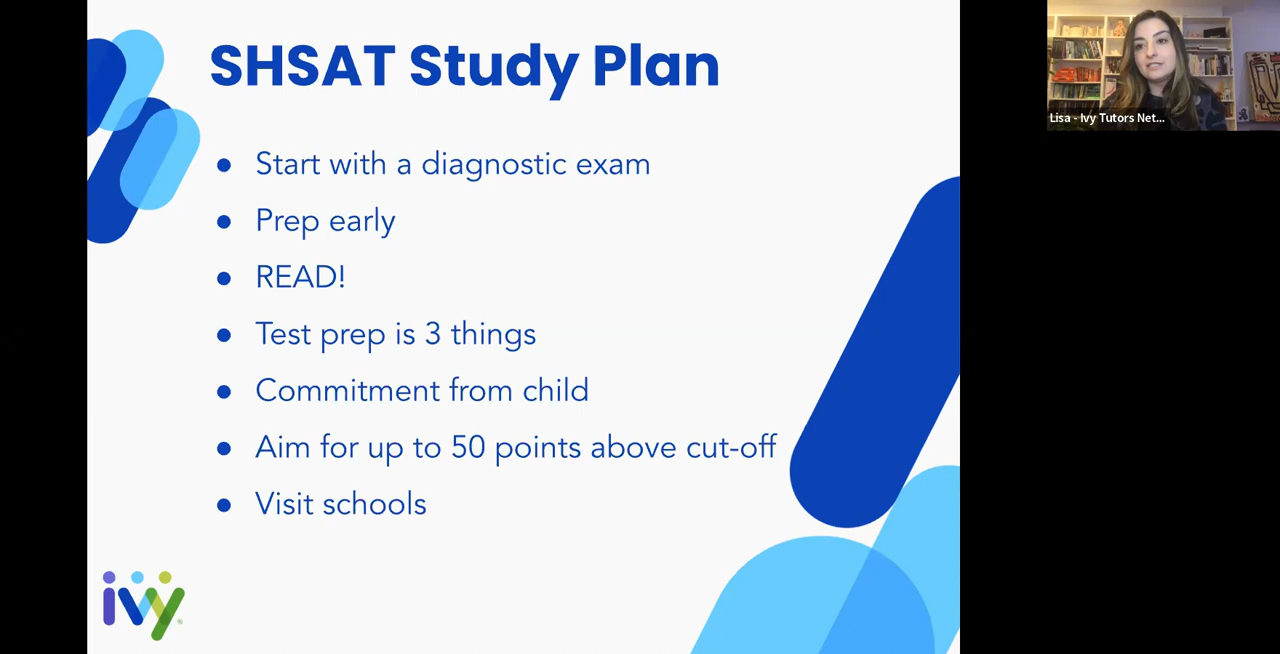 SHSAT Study Plan
Lisa - Ivy Tutors Net...
● Start with a diagnostic exam
● Prep early
● READ!
● Test prep is 3 things
● Commitment from child
● Aim for up to 50 points above cut-off
● Visit schools
ivy®